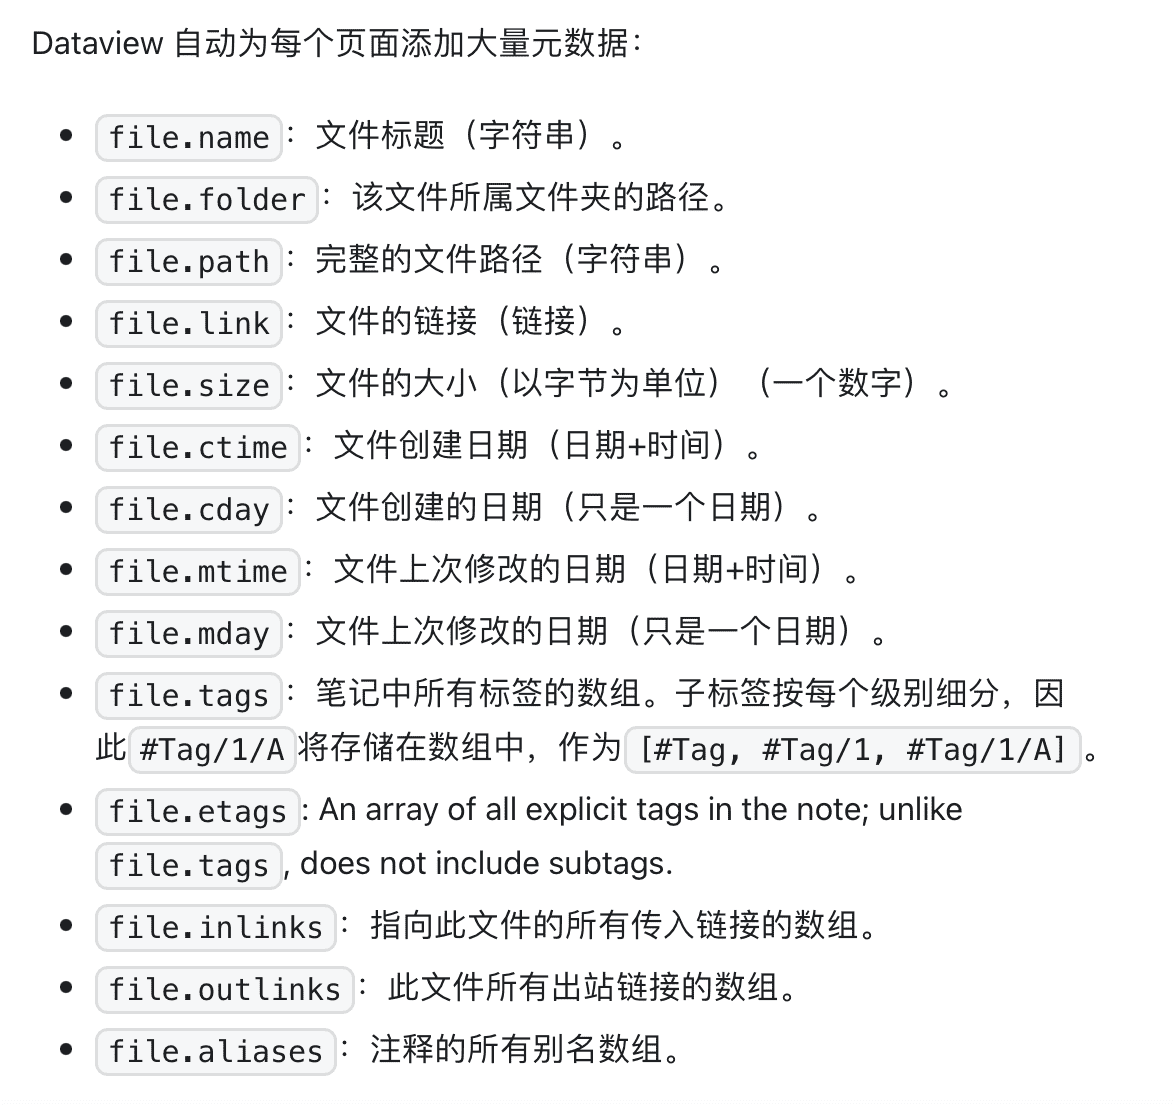 Dataview 自动为每个页面添加大量元数据：
• file.name：文件标题（字符串）。
• file.folder：该文件所属文件夹的路径。
• file.path：完整的文件路径（字符串）。
• file.link：文件的链接（链接）。
• file.size：文件的大小（以字节为单位）（一个数字）。
• file.ctime：文件创建日期（日期+时间）。
• file.cday：文件创建的日期（只是一个日期）。
• file.mtime：文件上次修改的日期（日期+时间）。
• file.mday：文件上次修改的日期（只是一个日期）。
• file.tags：笔记中所有标签的数组。子标签按每个级别细分，因
此 #Tag/1/A 将存储在数组中，作为 [#Tag, #Tag/1, #Tag/1/A] 。
• file.etags: An array of all explicit tags in the note; unlike
file.tags, does not include subtags.
• file.inlinks：指向此文件的所有传入链接的数组。
• file.outlinks：此文件所有出站链接的数组。
• file.aliases：注释的所有别名数组。